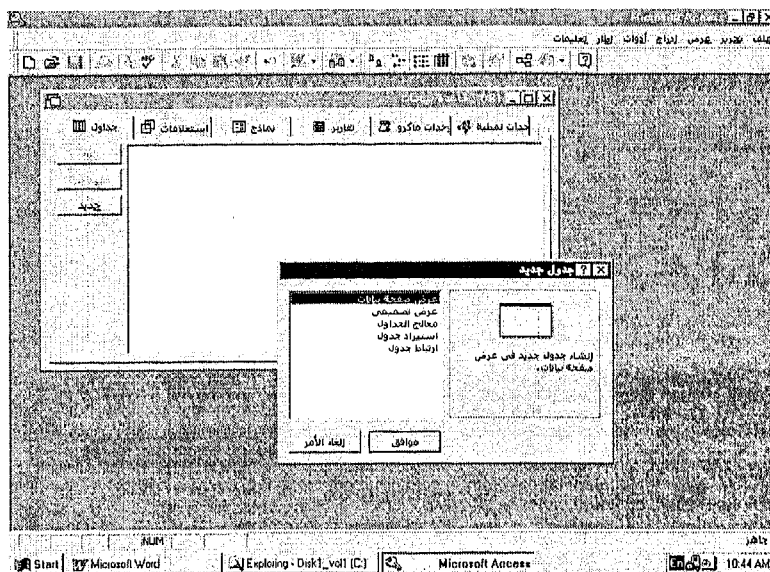 ملف تحرير عرض إدراج أدوات إطار تعليمات
جداول استعلامات نماذج تقارير وحدات ماكرو وحدات نمطية
جديد
جدول جديد
عرض صفحة بيانات
عرض تصميمي
معالج الجداول
استيراد جدول
ارتباط جدول
إنشاء جدول جديد في عرض
صفحة بيانات.
موافق إلغاء الأمر
جاهز NUM
Start Microsoft Word Exploring - Disk1_vol1 (C:) Microsoft Access En 10:44 AM